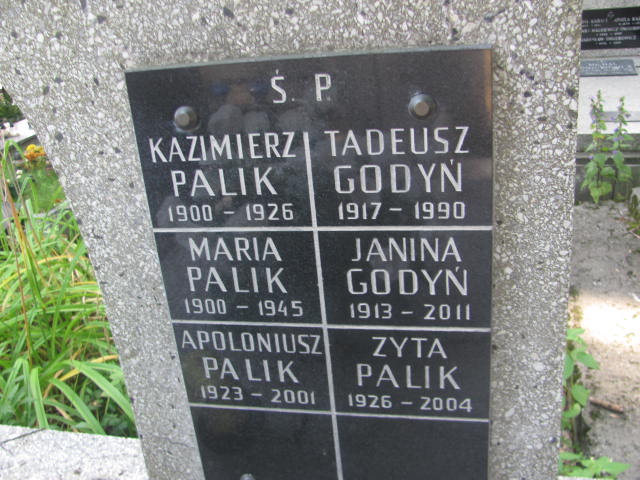 Ś. P.
KAZIMIERZ
PALIK
1900 - 1926
TADEUSZ
GODYŃ
1917 - 1990
MARIA
PALIK
1900 - 1945
JANINA
GODYŃ
1913 - 2011
APOLONIUSZ
PALIK
1923 - 2001
ZYTA
PALIK
1926 - 2004